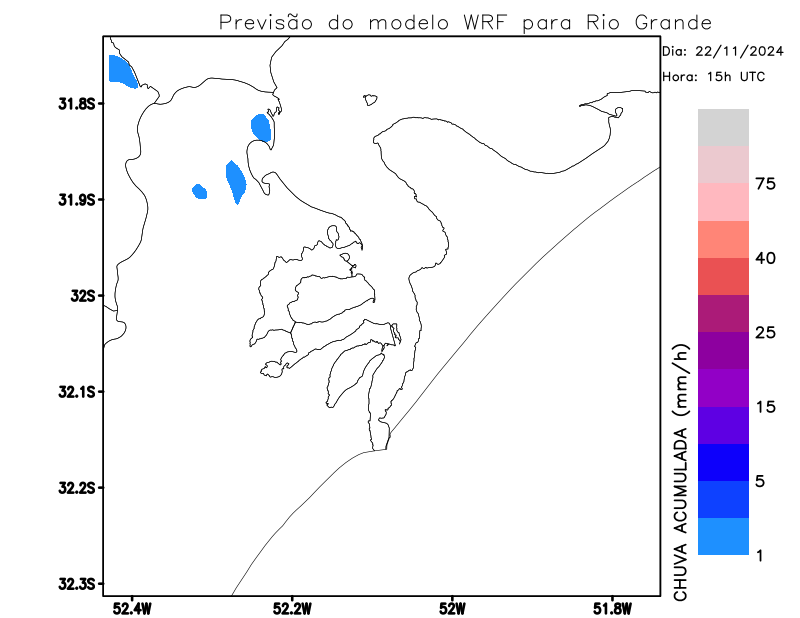 Previsão do modelo WRF para Rio Grande
Dia: 22/11/2024
Hora: 15h UTC
31.8S
31.9S
32S
32.1S
32.2S
32.3S
52.4W
52.2W
52W
51.8W
75
40
25
15
5
1
CHUVA ACUMULADA (mm/h)